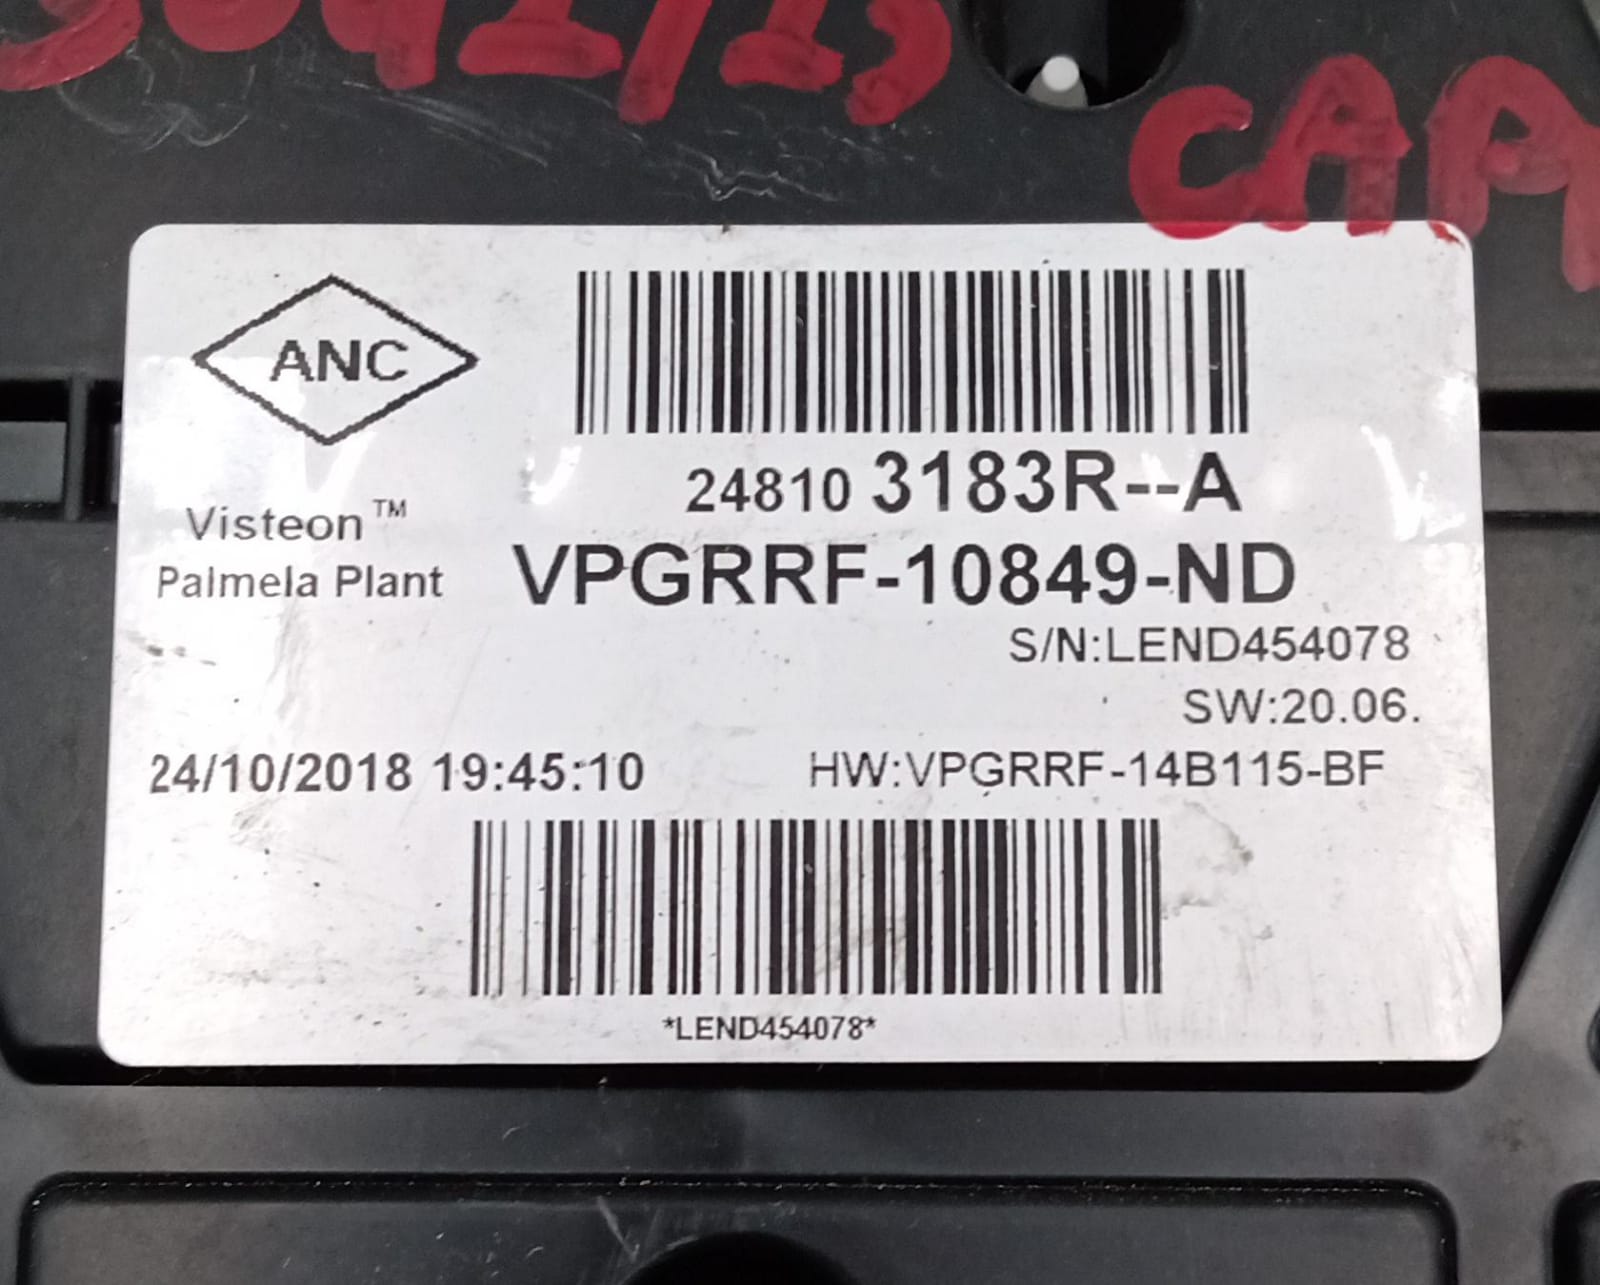 CAP
ANC
24810 3183R--A
Visteon™
Palmela Plant
VPGRRF-10849-ND
S/N:LEND454078
SW:20.06.
24/10/2018 19:45:10
HW:VPGRRF-14B115-BF
*LEND454078*